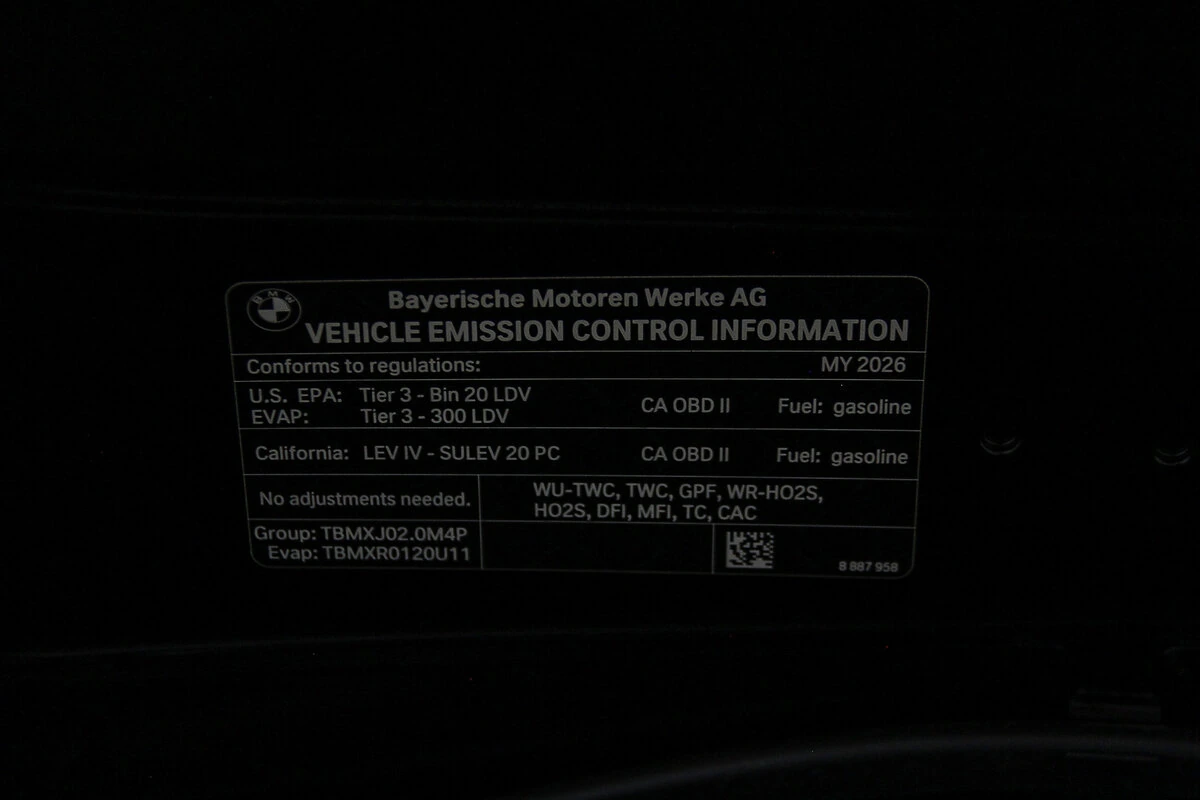 BMW
Bayerische Motoren Werke AG
VEHICLE EMISSION CONTROL INFORMATION
Conforms to regulations: MY 2026
U.S. EPA: Tier 3 - Bin 20 LDV CA OBD II Fuel: gasoline
EVAP: Tier 3 - 300 LDV
California: LEV IV - SULEV 20 PC CA OBD II Fuel: gasoline
No adjustments needed.
WU-TWC, TWC, GPF, WR-HO2S,
HO2S, DFI, MFI, TC, CAC
Group: TBMXJ02.0M4P
Evap: TBMXR0120U11
8 887 958